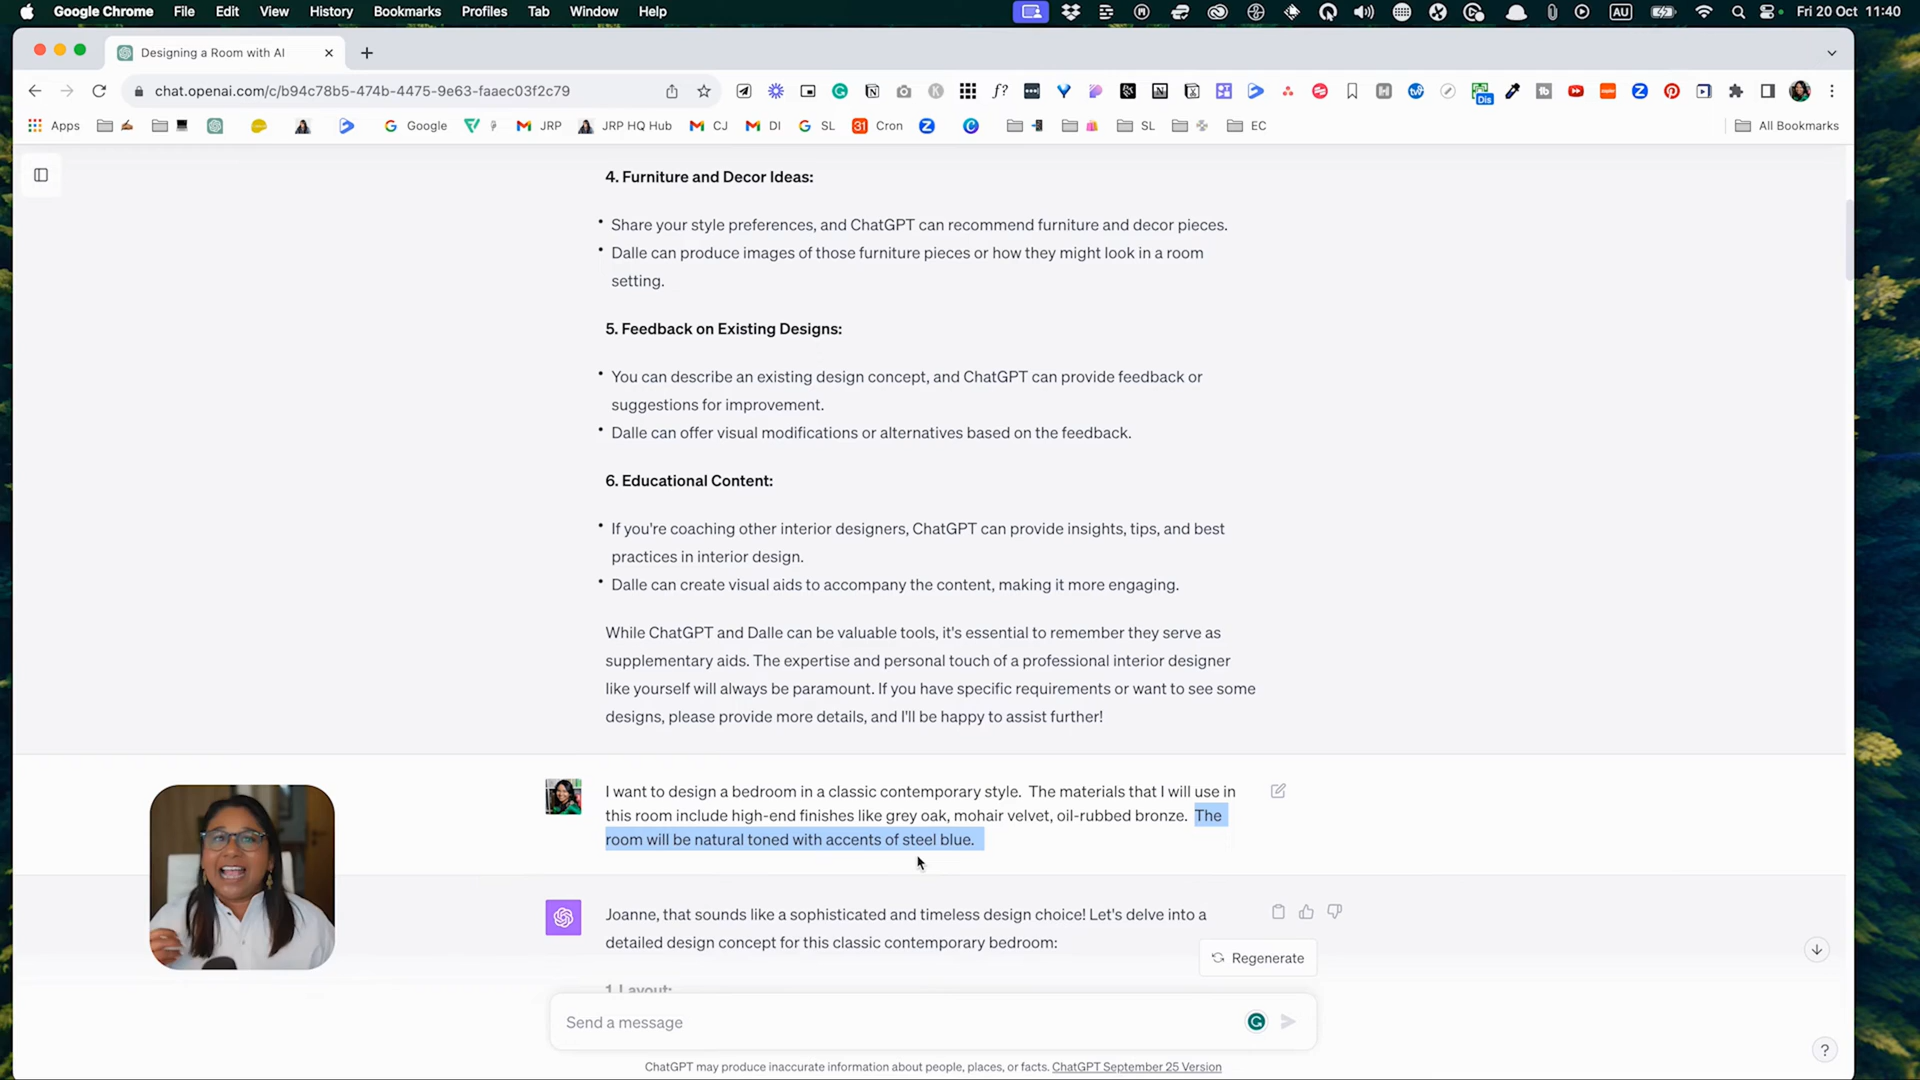 Google Chrome File Edit View History Bookmarks Profiles Tab Window Help AU Fri 20 Oct 11:40
Designing a Room with AI
chat.openai.com/c/b94c78b5-474b-4475-9e63-faaec03f2c79
Apps Google JRP JRP HQ Hub CJ DI SL 31 Cron SL EC All Bookmarks
4. Furniture and Decor Ideas:
• Share your style preferences, and ChatGPT can recommend furniture and decor pieces.
• Dalle can produce images of those furniture pieces or how they might look in a room
setting.
5. Feedback on Existing Designs:
• You can describe an existing design concept, and ChatGPT can provide feedback or
suggestions for improvement.
• Dalle can offer visual modifications or alternatives based on the feedback.
6. Educational Content:
• If you're coaching other interior designers, ChatGPT can provide insights, tips, and best
practices in interior design.
• Dalle can create visual aids to accompany the content, making it more engaging.
While ChatGPT and Dalle can be valuable tools, it's essential to remember they serve as
supplementary aids. The expertise and personal touch of a professional interior designer
like yourself will always be paramount. If you have specific requirements or want to see some
designs, please provide more details, and I'll be happy to assist further!
I want to design a bedroom in a classic contemporary style. The materials that I will use in
this room include high-end finishes like grey oak, mohair velvet, oil-rubbed bronze. The
room will be natural toned with accents of steel blue.
Joanne, that sounds like a sophisticated and timeless design choice! Let's delve into a
detailed design concept for this classic contemporary bedroom:
Regenerate
1. Layout:
Send a message
ChatGPT may produce inaccurate information about people, places, or facts. ChatGPT September 25 Version
?